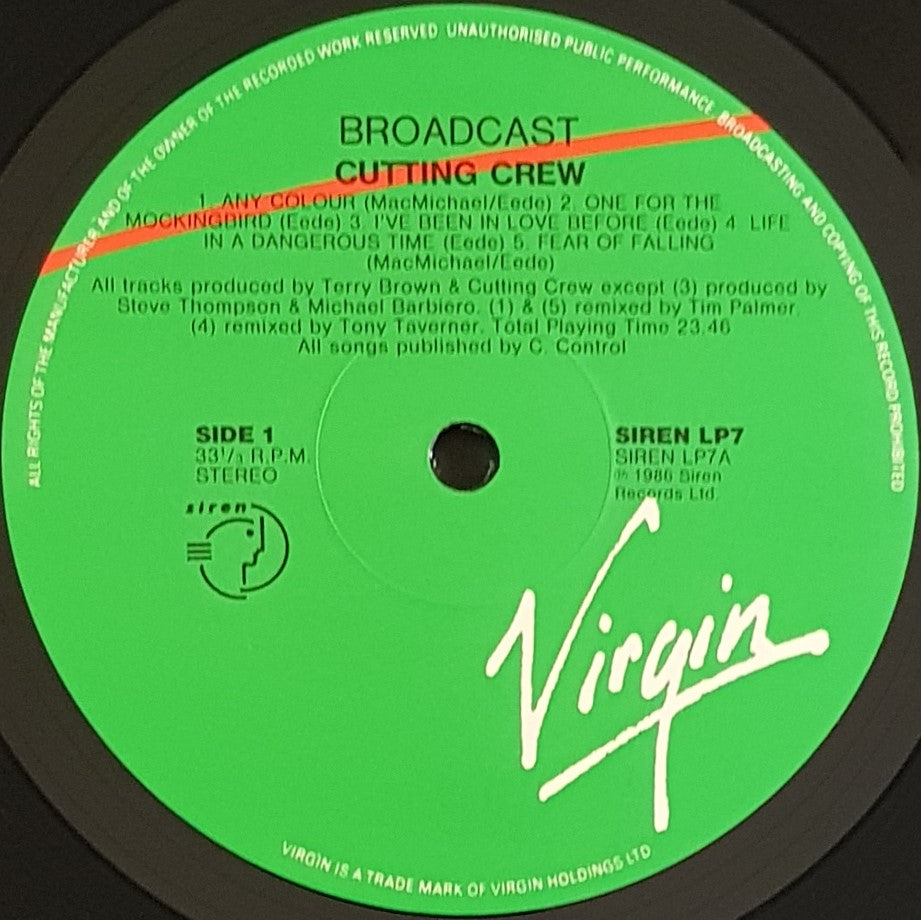 ALL RIGHTS OF THE MANUFACTURER AND OF THE OWNER OF THE RECORDED WORK RESERVED UNAUTHORISED PUBLIC PERFORMANCE BROADCASTING AND COPYING OF THIS RECORD PROHIBITED
BROADCAST
CUTTING CREW
1. ANY COLOUR (MacMichael/Eede) 2. ONE FOR THE
MOCKINGBIRD (Eede) 3. I'VE BEEN IN LOVE BEFORE (Eede) 4 LIFE
IN A DANGEROUS TIME (Eede) 5. FEAR OF FALLING
(MacMichael/Eede)
All tracks produced by Terry Brown & Cutting Crew except (3) produced by
Steve Thompson & Michael Barbiero. (1) & (5) remixed by Tim Palmer.
(4) remixed by Tony Taverner. Total Playing Time 23.46
All songs published by C. Control
SIDE 1
33⅓ R.P.M.
STEREO
siren
SIREN LP7
SIREN LP7A
℗ 1986 Siren
Records Ltd.
Virgin
VIRGIN IS A TRADE MARK OF VIRGIN HOLDINGS LTD